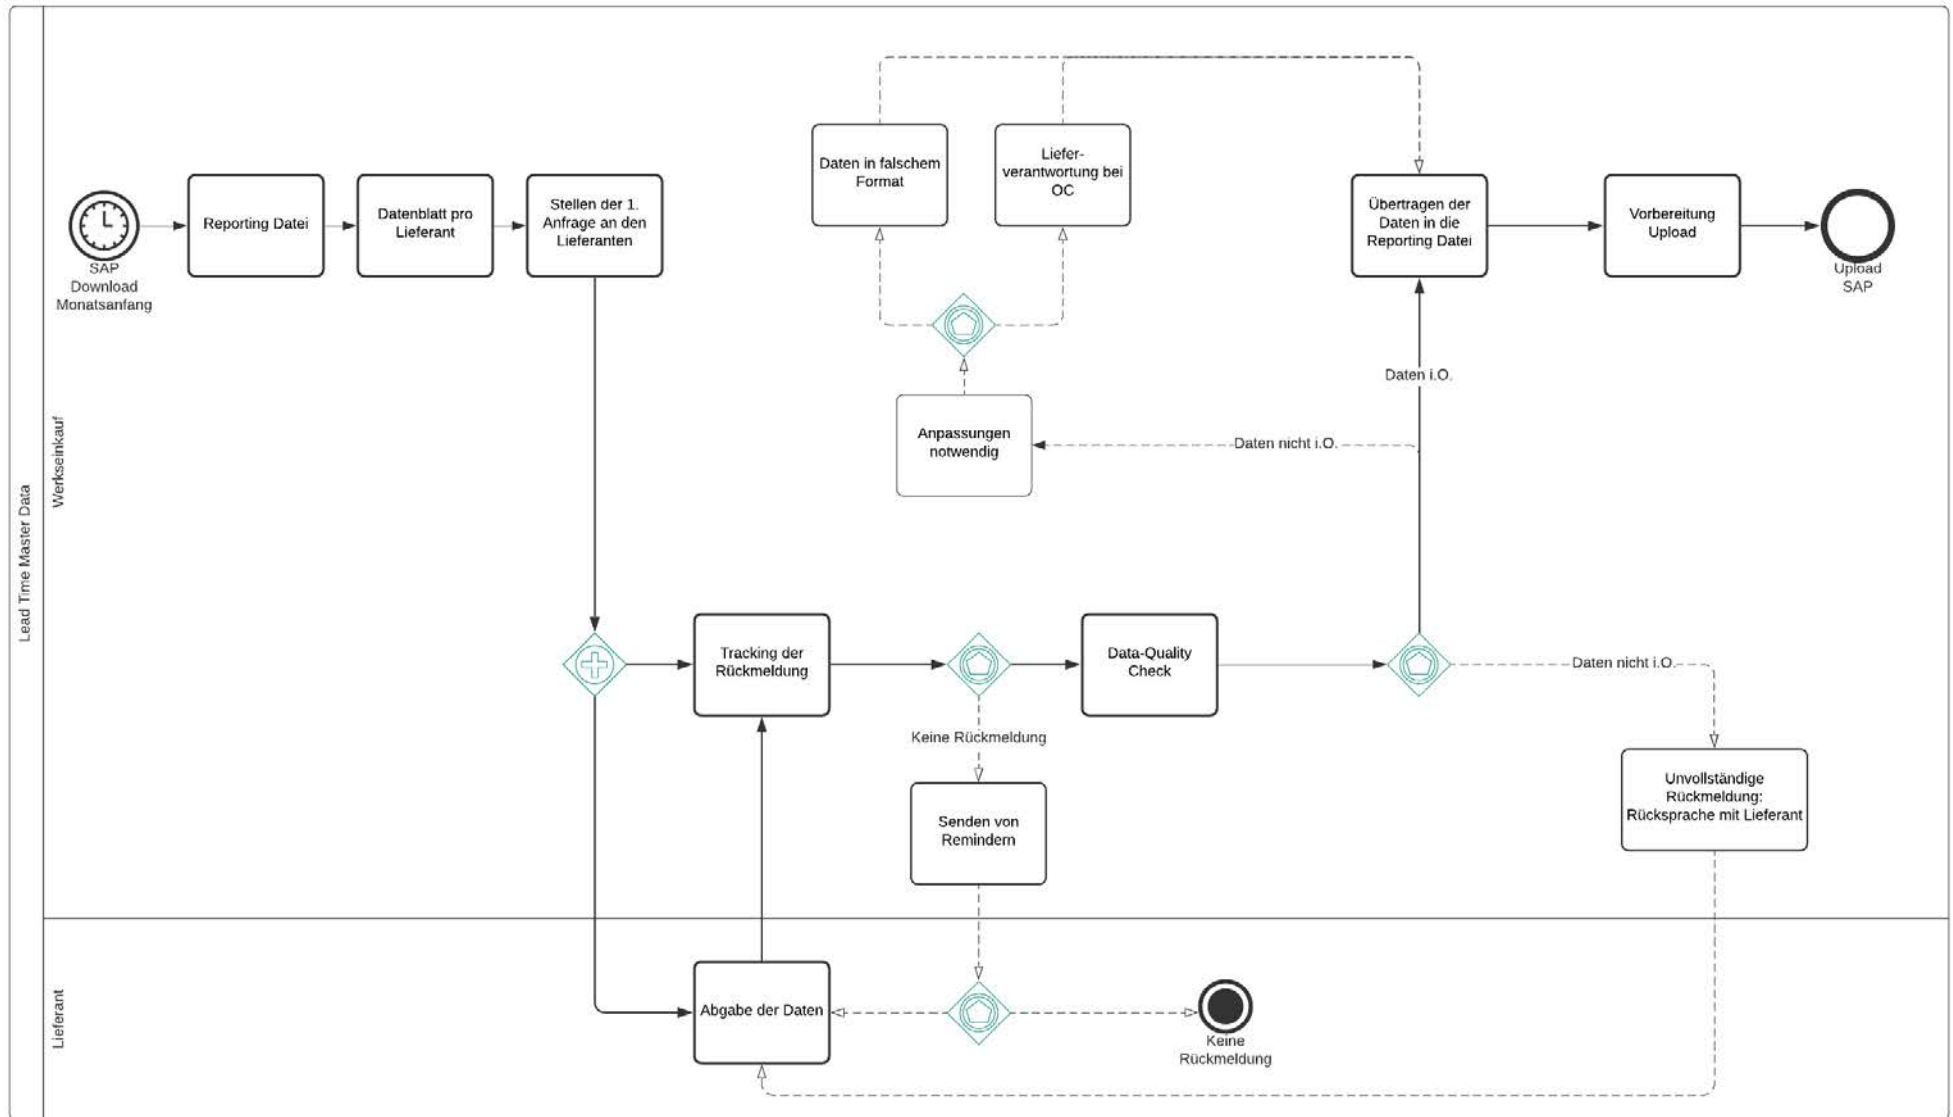 Lead Time Master Data
Werkseinkauf
SAP
Download
Monatsanfang
Reporting Datei
Datenblatt pro
Lieferant
Stellen der 1.
Anfrage an den
Lieferanten
Daten in falschem
Format
Liefer-
verantwortung bei
OC
Übertragen der
Daten in die
Reporting Datei
Vorbereitung
Upload
Upload
SAP
Daten i.O.
Anpassungen
notwendig
Daten nicht i.O.
Tracking der
Rückmeldung
Data-Quality
Check
Daten nicht i.O.
Keine Rückmeldung
Senden von
Remindern
Unvollständige
Rückmeldung:
Rücksprache mit Lieferant
Lieferant
Abgabe der Daten
Keine
Rückmeldung